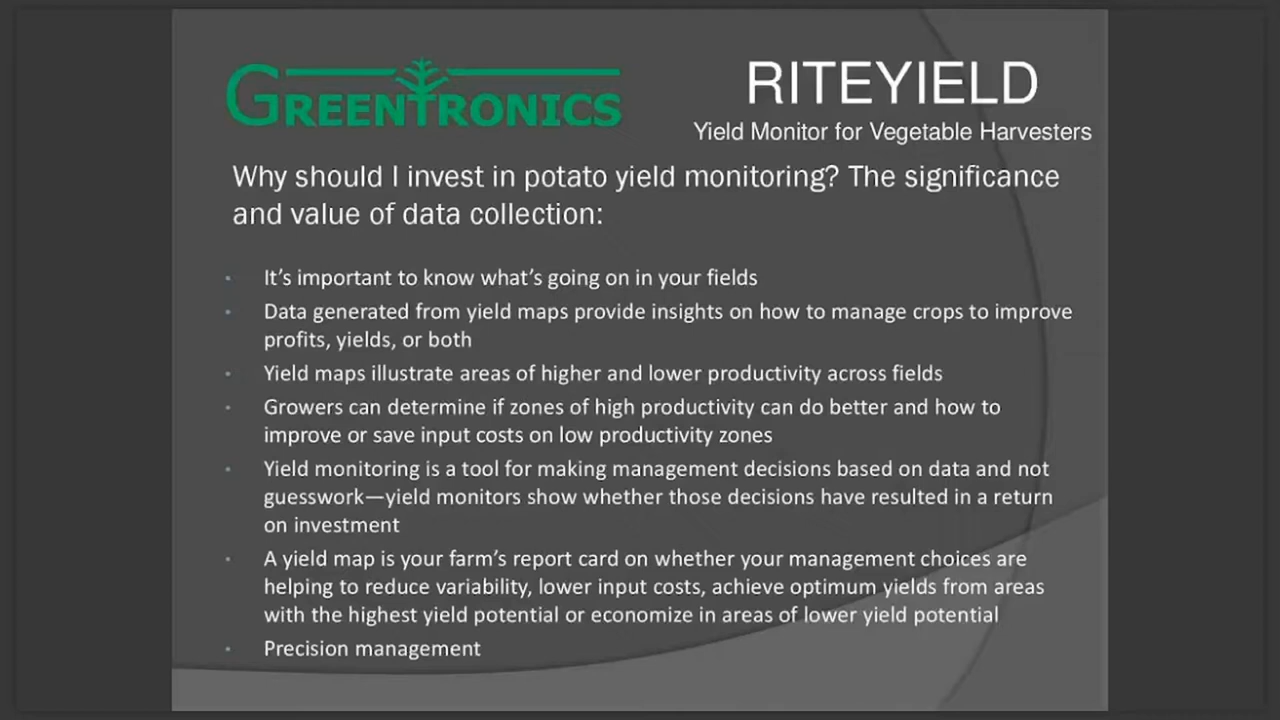 GREENTRONICS
RITEYIELD
Yield Monitor for Vegetable Harvesters
Why should I invest in potato yield monitoring? The significance
and value of data collection:
• It’s important to know what’s going on in your fields
• Data generated from yield maps provide insights on how to manage crops to improve
profits, yields, or both
• Yield maps illustrate areas of higher and lower productivity across fields
• Growers can determine if zones of high productivity can do better and how to
improve or save input costs on low productivity zones
• Yield monitoring is a tool for making management decisions based on data and not
guesswork—yield monitors show whether those decisions have resulted in a return
on investment
• A yield map is your farm’s report card on whether your management choices are
helping to reduce variability, lower input costs, achieve optimum yields from areas
with the highest yield potential or economize in areas of lower yield potential
• Precision management